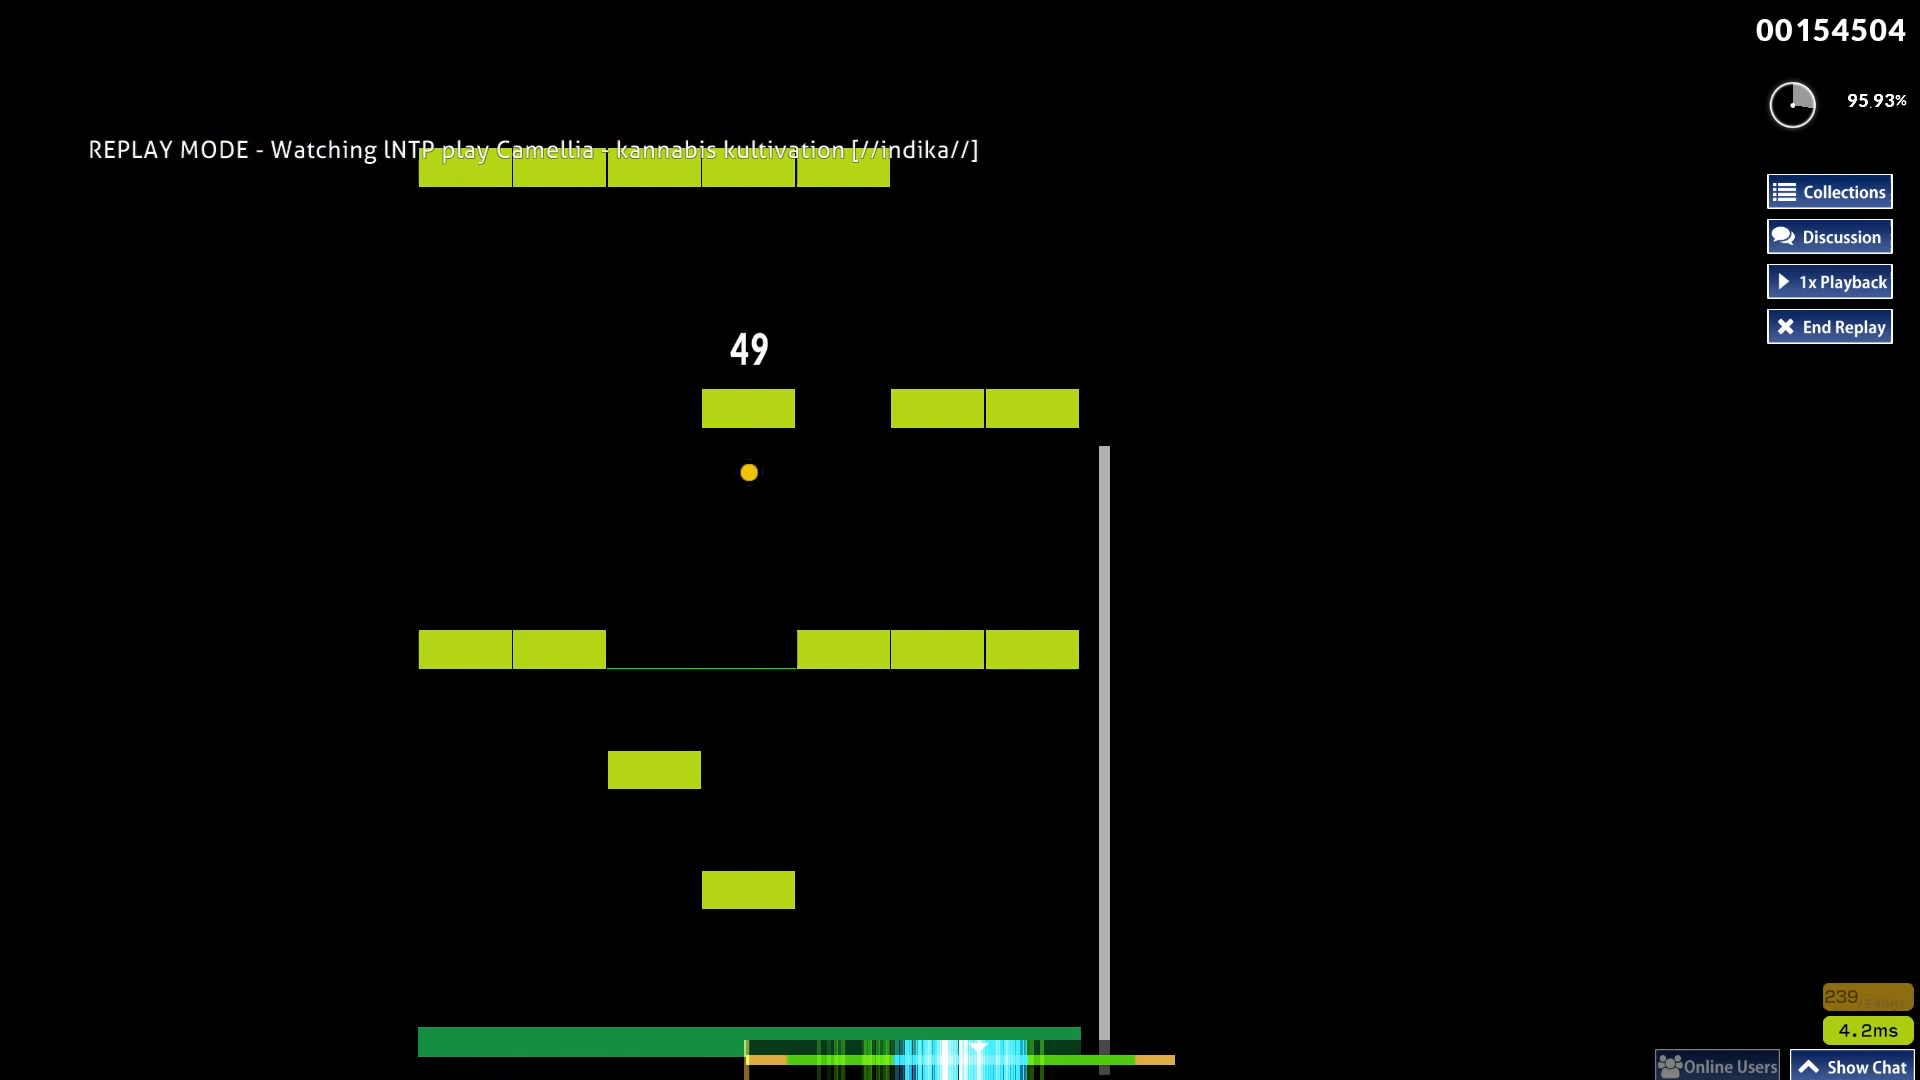 00154504
95.93%
REPLAY MODE - Watching lNTP play Camellia - kannabis kultivation [//indika//]
Collections
Discussion
1x Playback
End Replay
49
239
4.2ms
Online Users
Show Chat